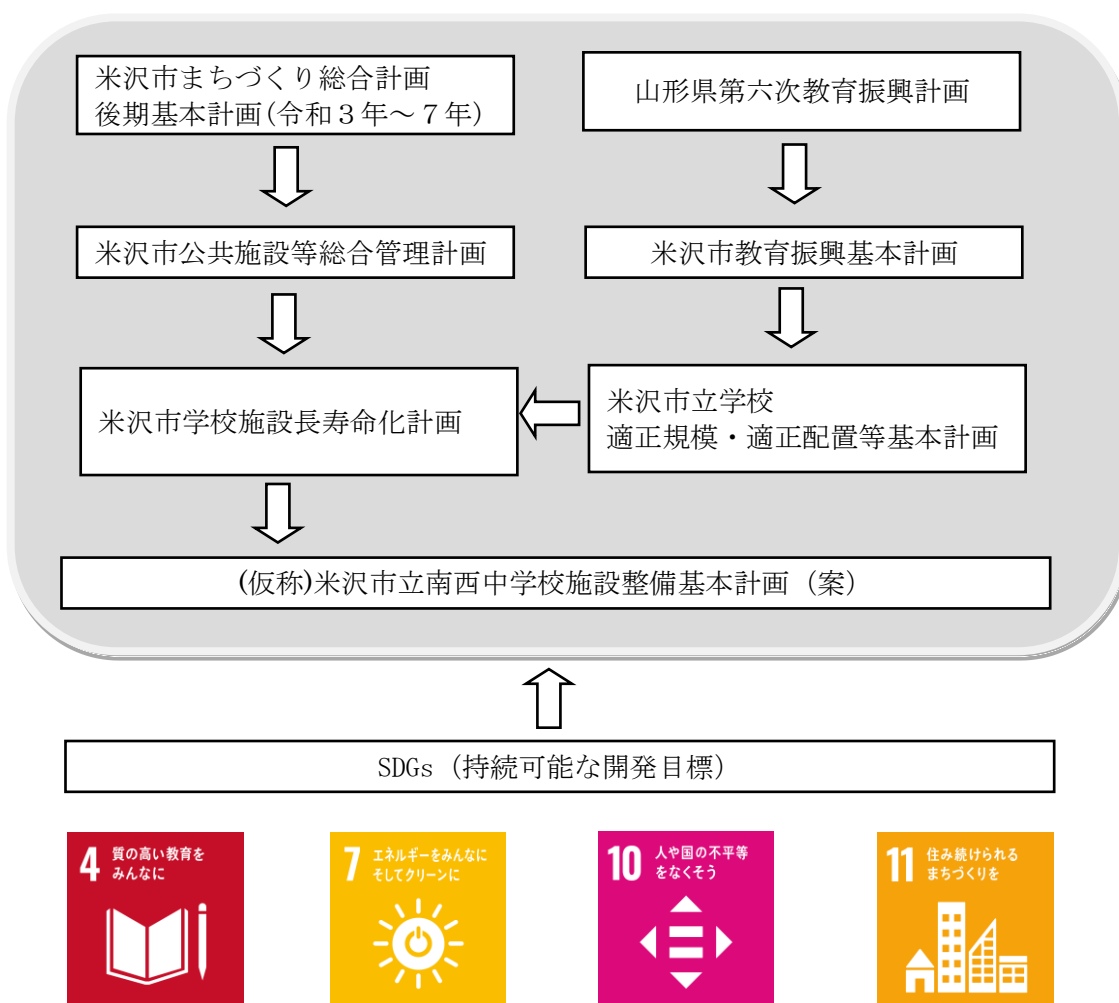 米沢市まちづくり総合計画
後期基本計画(令和３年～７年)
山形県第六次教育振興計画
米沢市公共施設等総合管理計画
米沢市教育振興基本計画
米沢市学校施設長寿命化計画
米沢市立学校
適正規模・適正配置等基本計画
(仮称)米沢市立南西中学校施設整備基本計画（案）
SDGs（持続可能な開発目標）
4 質の高い教育を
みんなに
7 エネルギーをみんなに
そしてクリーンに
10 人や国の不平等
をなくそう
11 住み続けられる
まちづくりを